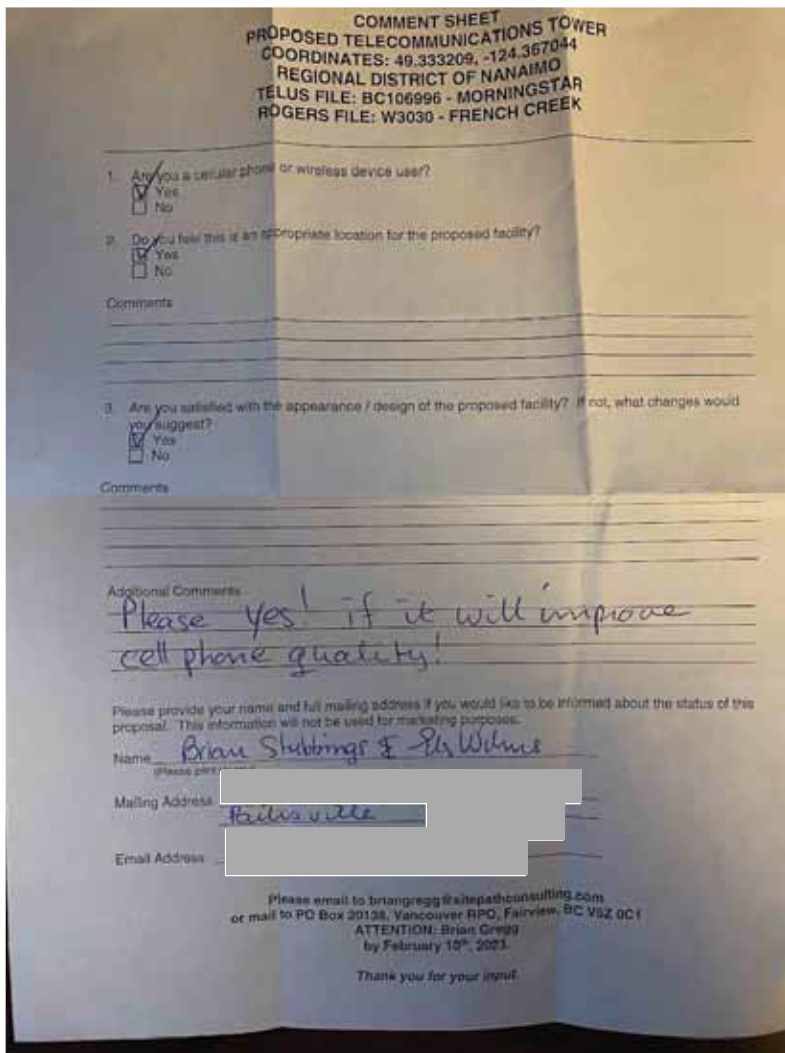 COMMENT SHEET
PROPOSED TELECOMMUNICATIONS TOWER
COORDINATES: 49.333209, -124.367044
REGIONAL DISTRICT OF NANAIMO
TELUS FILE: BC106996 - MORNINGSTAR
ROGERS FILE: W3030 - FRENCH CREEK
1. Are you a cellular phone or wireless device user?
Yes
No
2. Do you feel this is an appropriate location for the proposed facility?
Yes
No
Comments
3. Are you satisfied with the appearance / design of the proposed facility? If not, what changes would
you suggest?
Yes
No
Comments
Additional Comments
Please yes! if it will improve
cell phone quality!
Please provide your name and full mailing address if you would like to be informed about the status of this
proposal. This information will not be used for marketing purposes.
Name Brian Stubbings &
(Please print
Mailing Address
Email Address
Please email to briangregg@sitepathconsulting.com
or mail to PO Box 20138, Vancouver RPO, Fairview, BC V5Z 0C1
ATTENTION: Brian Gregg
by February 10th, 2023.
Thank you for your input.